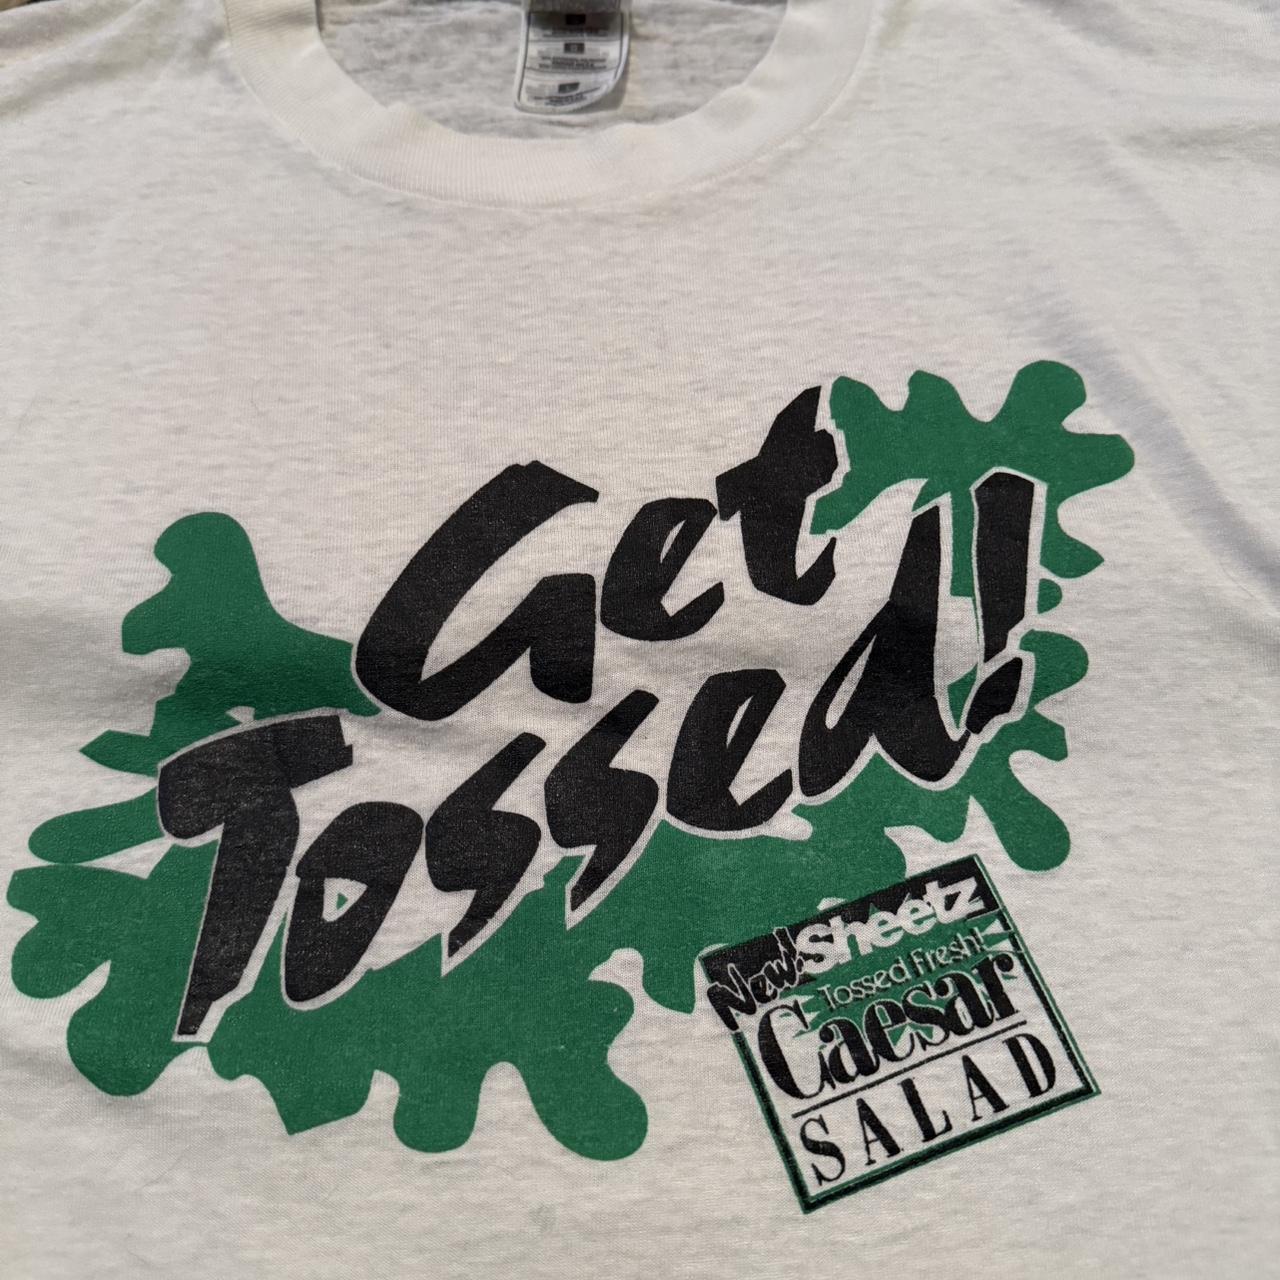 Get
Tossed!
New! Sheetz
Tossed Fresh!
Caesar
SALAD